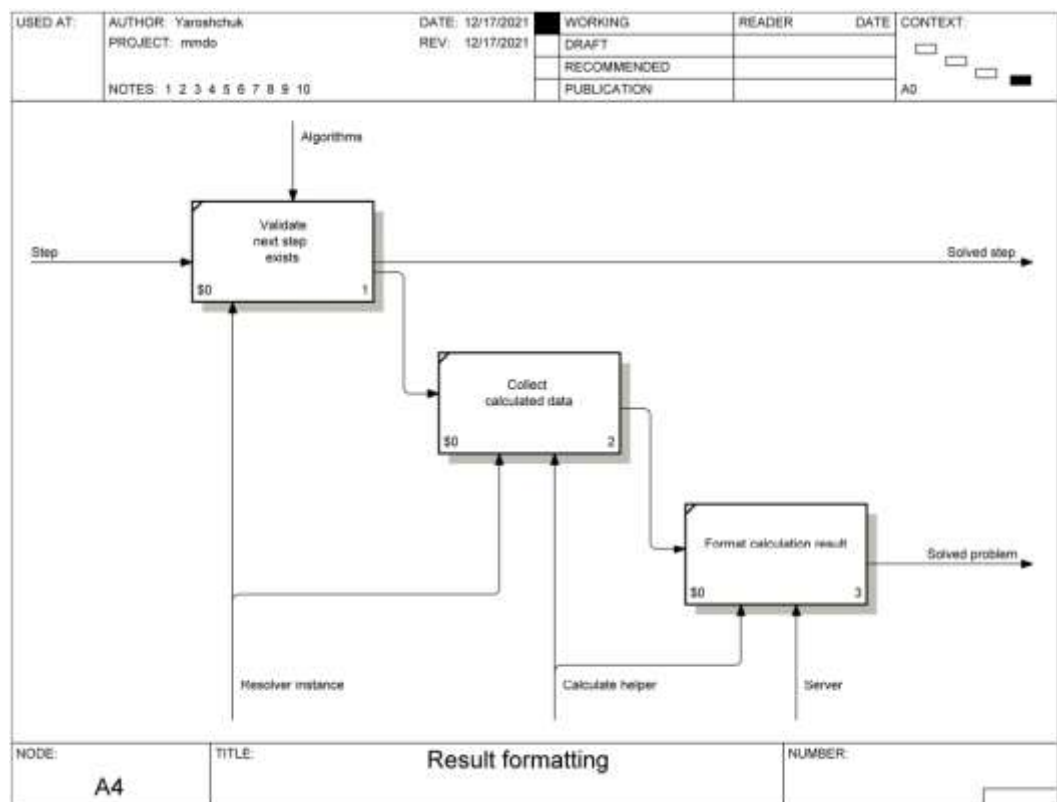 USED AT:
AUTHOR: Yaroshchuk
DATE: 12/17/2021
PROJECT: mmdo
REV: 12/17/2021
NOTES: 1 2 3 4 5 6 7 8 9 10
WORKING
DRAFT
RECOMMENDED
PUBLICATION
READER
DATE
CONTEXT:
A0
Algorithms
Validate
next step
exists
$0
1
Step
Solved step
Collect
calculated data
$0
2
Format calculation result
$0
3
Solved problem
Resolver instance
Calculate helper
Server
NODE:
A4
TITLE:
Result formatting
NUMBER: